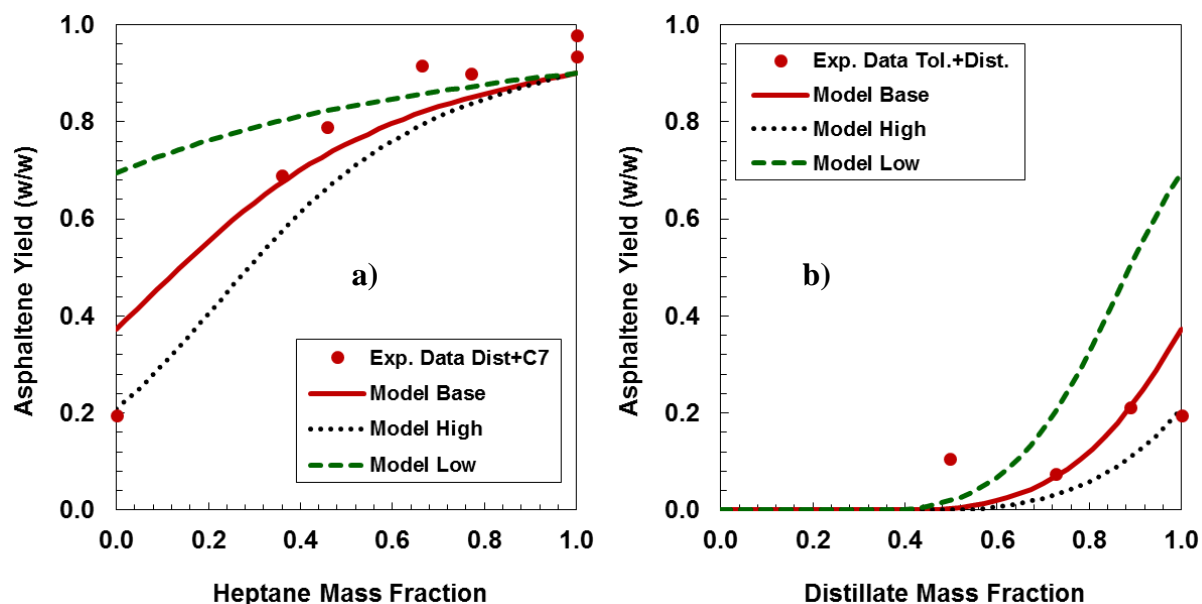 Asphaltene Yield (w/w)
1.0
0.8
0.6
0.4
0.2
0.0
a)
Exp. Data Dist+C7
Model Base
Model High
Model Low
0.0 0.2 0.4 0.6 0.8 1.0
Heptane Mass Fraction
Asphaltene Yield (w/w)
1.0
0.8
0.6
0.4
0.2
0.0
Exp. Data Tol.+Dist.
Model Base
Model High
Model Low
b)
0.0 0.2 0.4 0.6 0.8 1.0
Distillate Mass Fraction